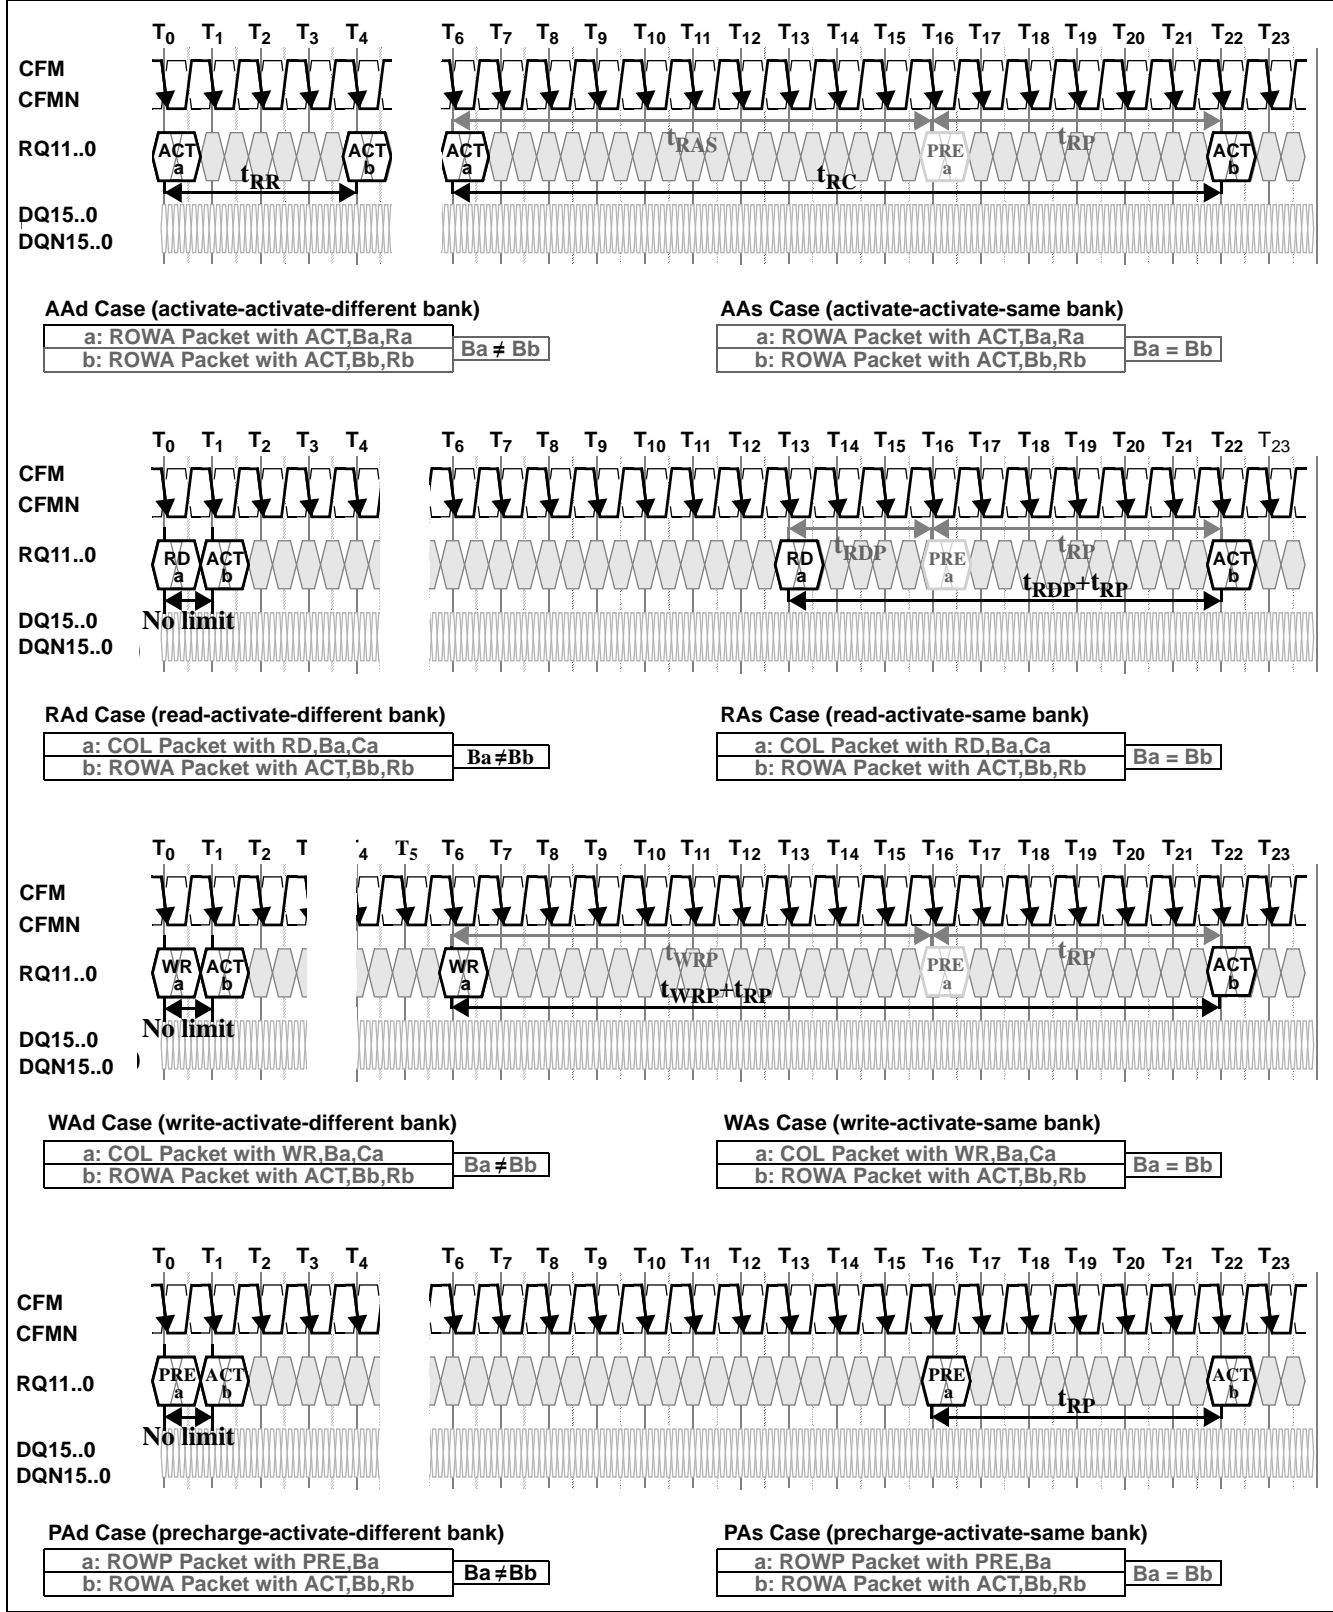 T0 T1 T2 T3 T4 T6 T7 T8 T9 T10 T11 T12 T13 T14 T15 T16 T17 T18 T19 T20 T21 T22 T23
CFM
CFMN
tRAS tRP
RQ11..0 ACT a ACT b ACT a PRE a ACT b
tRR tRC
DQ15..0
DQN15..0
AAd Case (activate-activate-different bank) AAs Case (activate-activate-same bank)
a: ROWA Packet with ACT,Ba,Ra a: ROWA Packet with ACT,Ba,Ra
Ba ≠ Bb Ba = Bb
b: ROWA Packet with ACT,Bb,Rb b: ROWA Packet with ACT,Bb,Rb
T0 T1 T2 T3 T4 T6 T7 T8 T9 T10 T11 T12 T13 T14 T15 T16 T17 T18 T19 T20 T21 T22 T23
CFM
CFMN
tRDP tRP
RQ11..0 RD a ACT b RD a PRE a ACT b
tRDP+tRP
No limit
DQ15..0
DQN15..0
RAd Case (read-activate-different bank) RAs Case (read-activate-same bank)
a: COL Packet with RD,Ba,Ca a: COL Packet with RD,Ba,Ca
Ba≠Bb Ba = Bb
b: ROWA Packet with ACT,Bb,Rb b: ROWA Packet with ACT,Bb,Rb
T0 T1 T2 T 4 T5 T6 T7 T8 T9 T10 T11 T12 T13 T14 T15 T16 T17 T18 T19 T20 T21 T22 T23
CFM
CFMN
tWRP tRP
RQ11..0 WR a ACT b WR a PRE a ACT b
tWRP+tRP
No limit
DQ15..0
DQN15..0
WAd Case (write-activate-different bank) WAs Case (write-activate-same bank)
a: COL Packet with WR,Ba,Ca a: COL Packet with WR,Ba,Ca
Ba≠Bb Ba = Bb
b: ROWA Packet with ACT,Bb,Rb b: ROWA Packet with ACT,Bb,Rb
T0 T1 T2 T3 T4 T6 T7 T8 T9 T10 T11 T12 T13 T14 T15 T16 T17 T18 T19 T20 T21 T22 T23
CFM
CFMN
RQ11..0 PRE a ACT b PRE a ACT b
tRP
No limit
DQ15..0
DQN15..0
PAd Case (precharge-activate-different bank) PAs Case (precharge-activate-same bank)
a: ROWP Packet with PRE,Ba a: ROWP Packet with PRE,Ba
Ba≠Bb Ba = Bb
b: ROWA Packet with ACT,Bb,Rb b: ROWA Packet with ACT,Bb,Rb